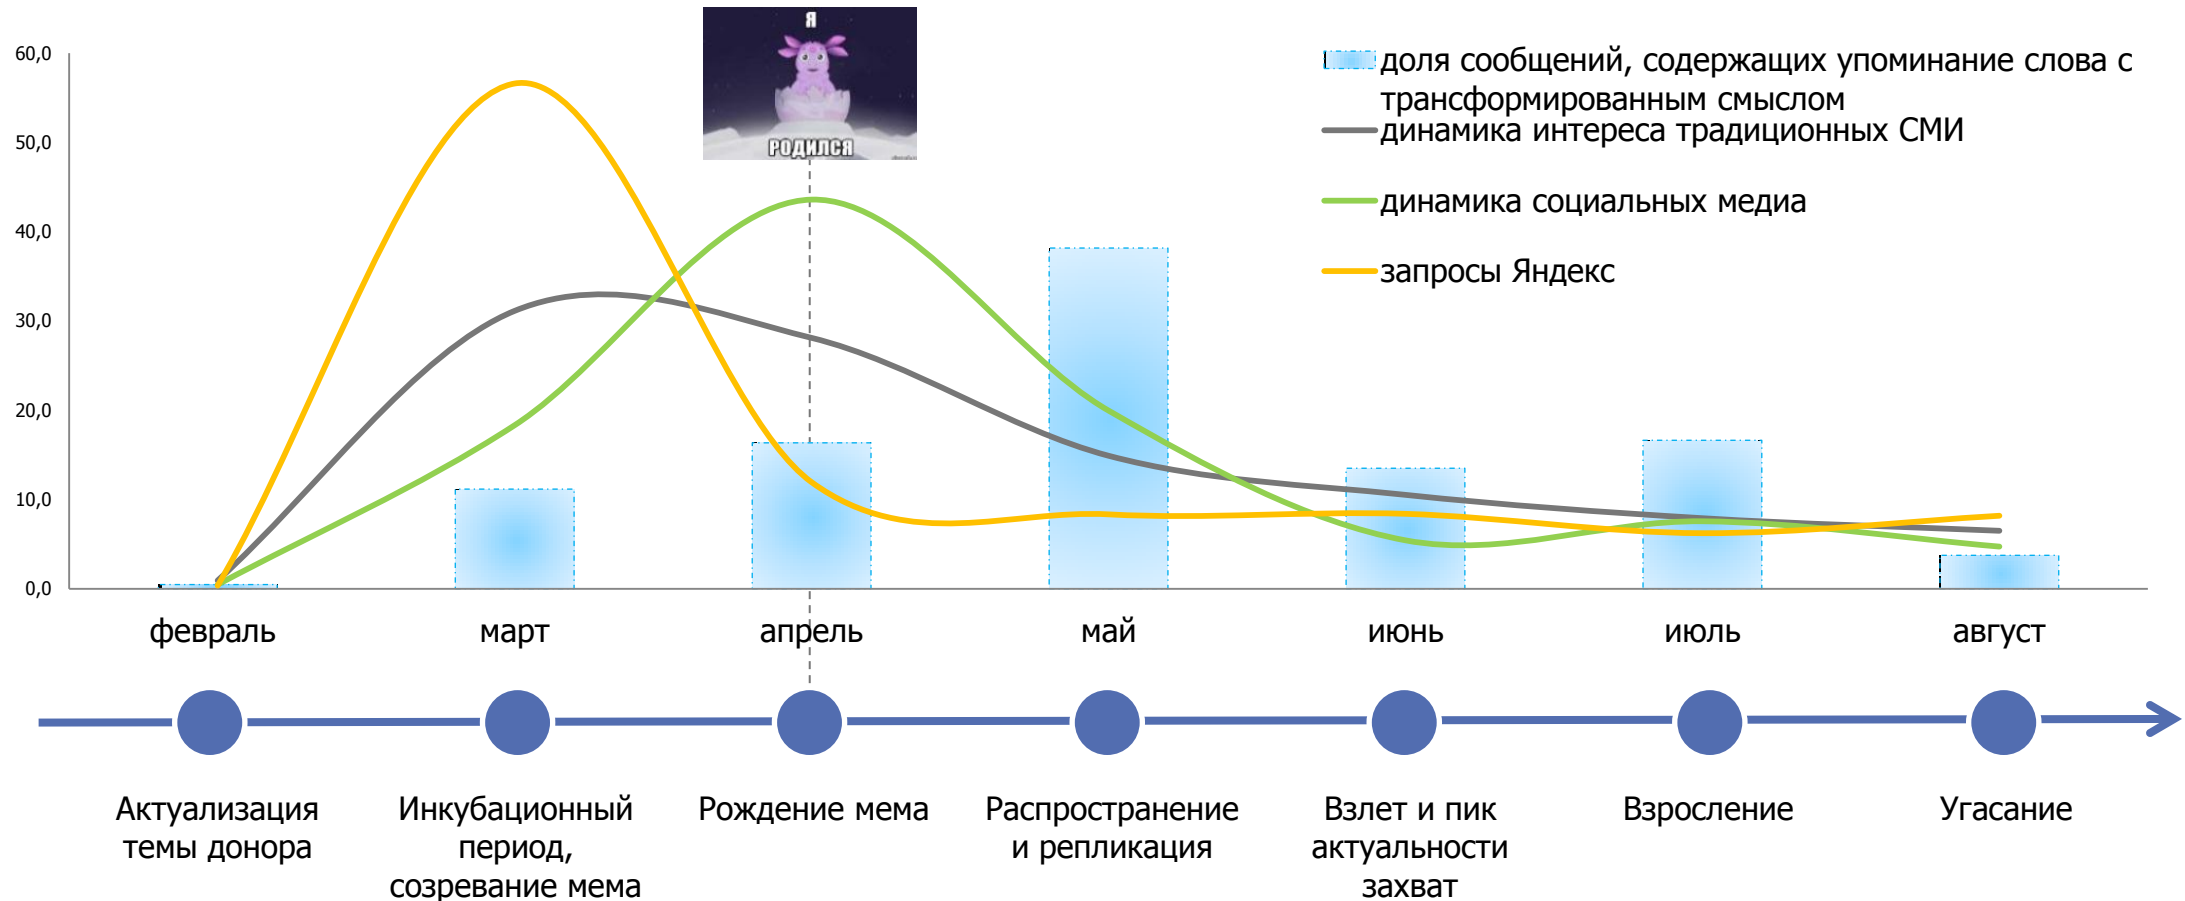 Я
РОДИЛСЯ
60,0
50,0
40,0
30,0
20,0
10,0
0,0
доля сообщений, содержащих упоминание слова с
трансформированным смыслом
динамика интереса традиционных СМИ
динамика социальных медиа
запросы Яндекс
февраль март апрель май июнь июль август
Актуализация
темы донора
Инкубационный
период,
созревание мема
Рождение мема
Распространение
и репликация
Взлет и пик
актуальности
захват
Взросление
Угасание